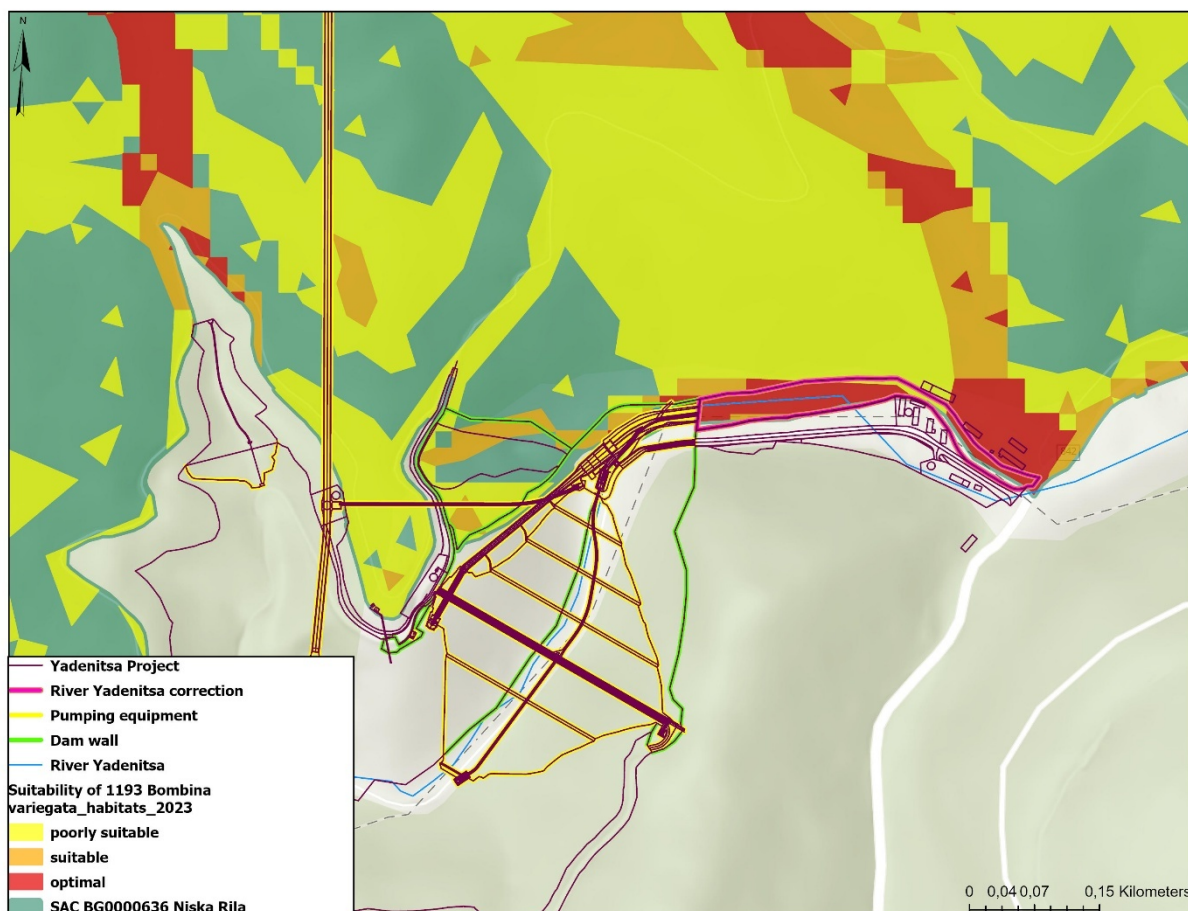 N
642
Yadenitsa Project
River Yadenitsa correction
Pumping equipment
Dam wall
River Yadenitsa
Suitability of 1193 Bombina
variegata_habitats_2023
poorly suitable
suitable
optimal
SAC BG0000636 Niska Rila
0 0,04 0,07 0,15 Kilometers